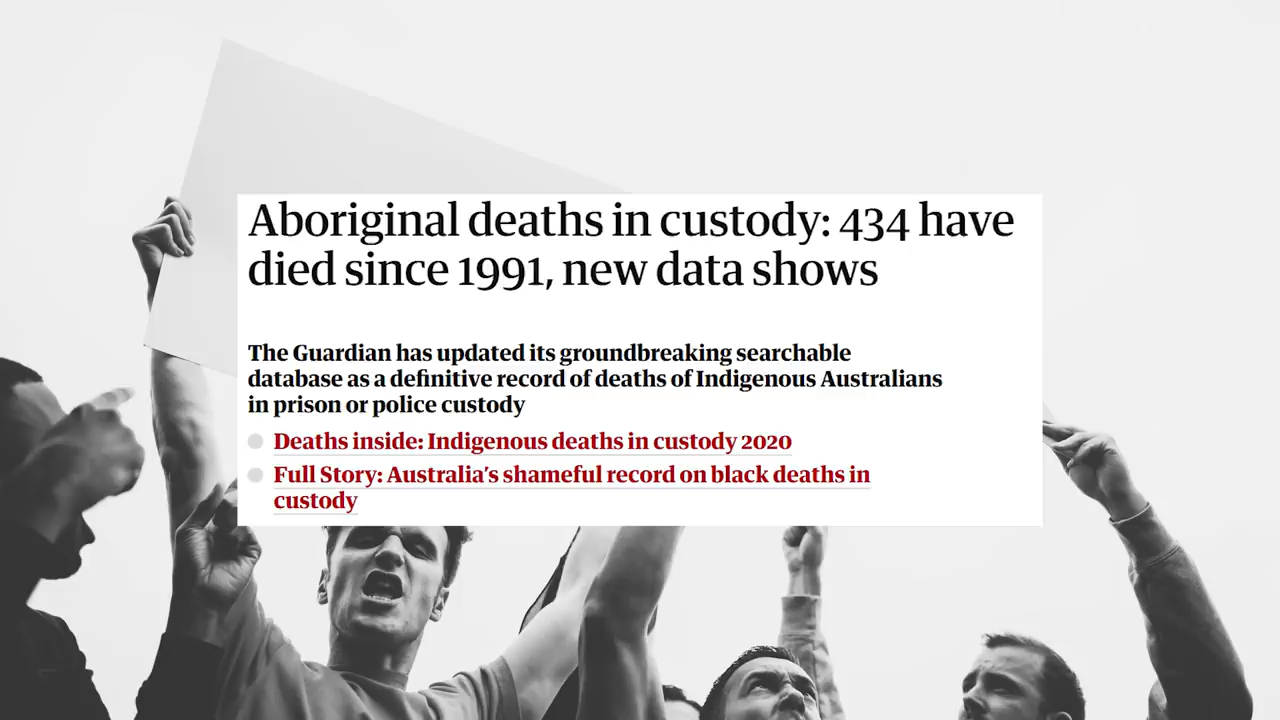 Aboriginal deaths in custody: 434 have
died since 1991, new data shows
The Guardian has updated its groundbreaking searchable
database as a definitive record of deaths of Indigenous Australians
in prison or police custody
Deaths inside: Indigenous deaths in custody 2020
Full Story: Australia's shameful record on black deaths in
custody